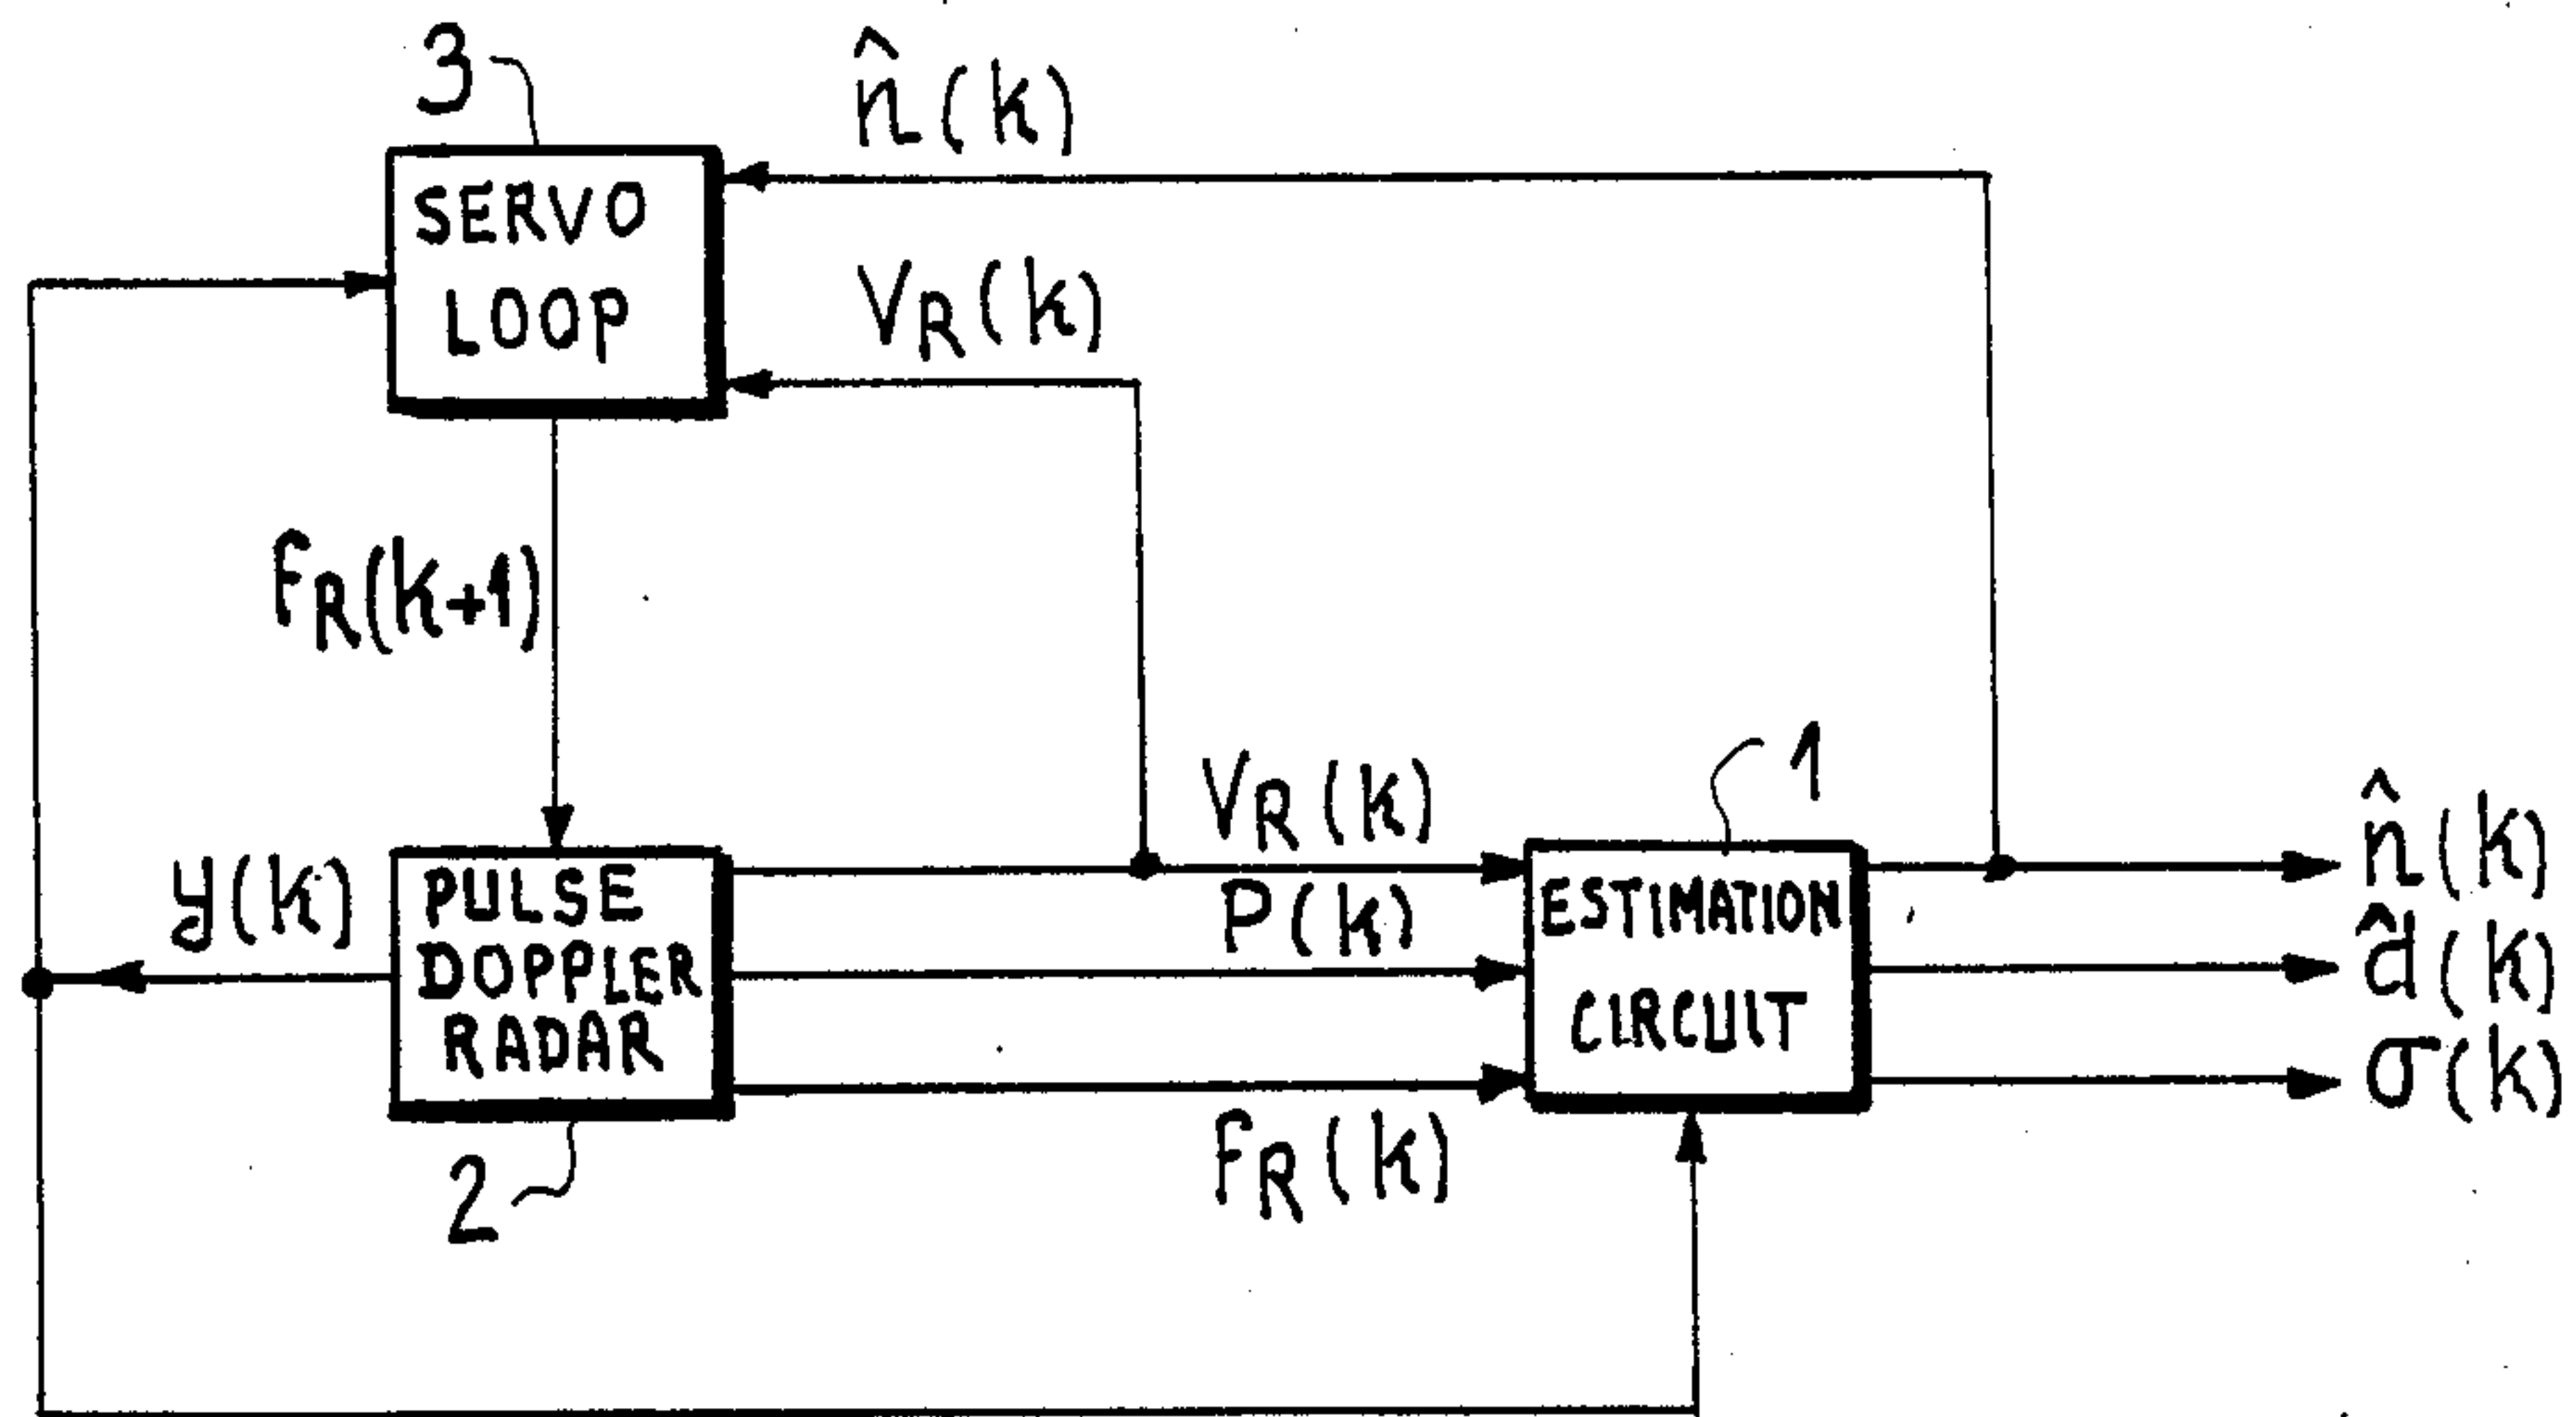 3
n̂(k)
SERVO
LOOP
VR(k)
FR(k+1)
VR(k)
1
y(k)
PULSE
DOPPLER
RADAR
P(k)
ESTIMATION
CIRCUIT
n̂(k)
d̂(k)
σ(k)
FR(k)
2